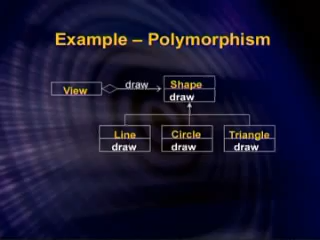 Example – Polymorphism
View
draw
Shape
draw
Line
draw
Circle
draw
Triangle
draw